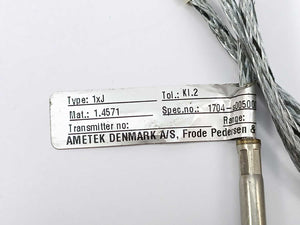 Type: 1xJ Tol.: Kl.2
Mat.: 1.4571 Spec.no.: 1704-
Transmitter no: Range:
AMETEK DENMARK A/S, Frode Pedersen &